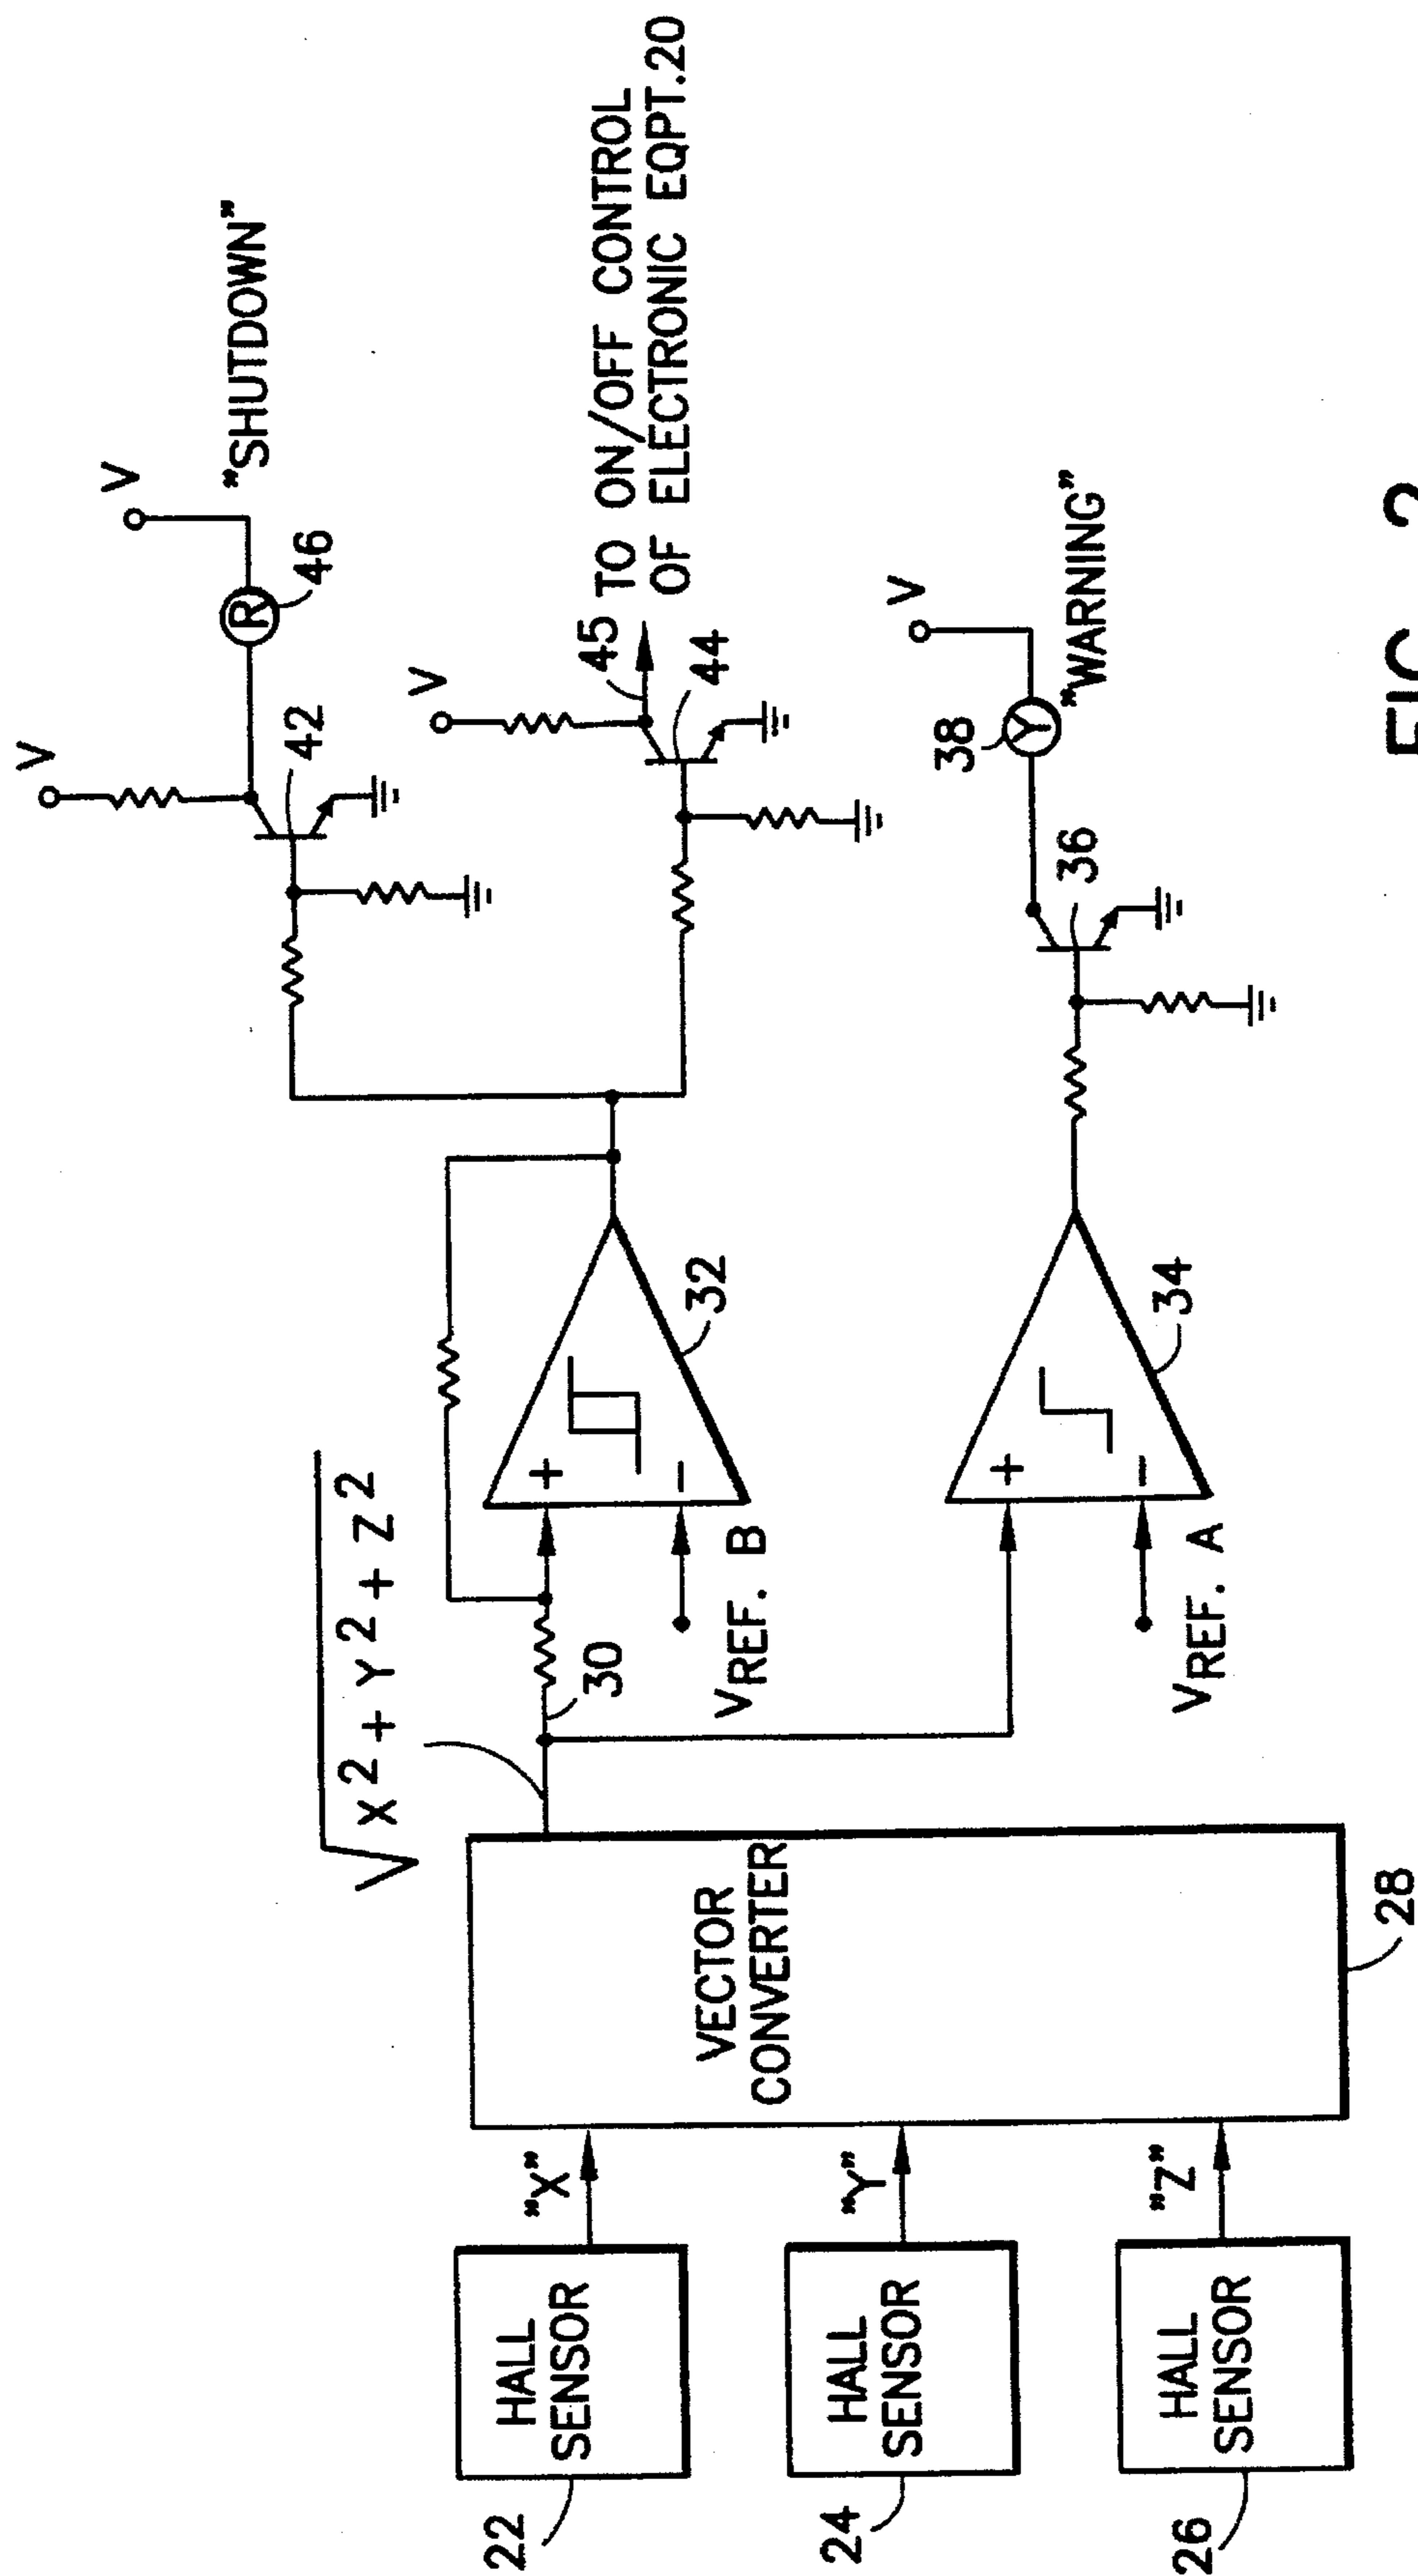 HALL
SENSOR
22
HALL
SENSOR
24
HALL
SENSOR
26
"X"
"Y"
"Z"
VECTOR
CONVERTER
28
√X² + Y² + Z²
30
VREF. B
VREF. A
+
-
32
+
-
34
V
42
V
R
46
"SHUTDOWN"
V
44
45
TO ON/OFF CONTROL
OF ELECTRONIC EQPT.20
36
38
Y
V
"WARNING"